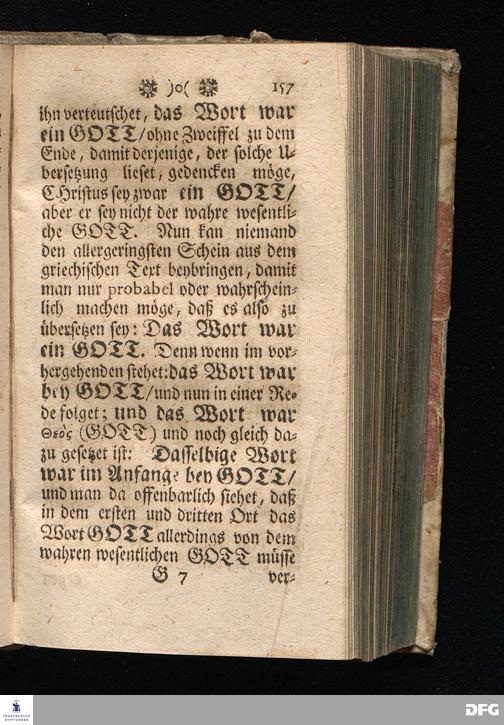 )o( 157
ihn verteutschet, das Wort war
ein GOTT/ohne Zweiffel zu dem
Ende, damit derjenige, der solche U-
bersetzung lieset, gedencken möge,
CHristus sey zwar ein GOTT/
aber er sey nicht der wahre wesentli-
che GOTT. Nun kan niemand
den allergeringsten Schein aus dem
griechischen Text beybringen, damit
man nur probabel oder wahrschein-
lich machen möge, daß es also zu
übersetzen sey: Das Wort war
ein GOTT. Denn wenn im vor-
hergehenden stehet: das Wort war
bey GOTT/und nun in einer Re-
de folget; und das Wort war
Θεὸς (GOTT) und noch gleich da-
zu gesetzet ist: Dasselbige Wort
war im Anfange bey GOTT/
und man da offenbarlich siehet, daß
in dem ersten und dritten Ort das
Wort GOTT allerdings von dem
wahren wesentlichen GOTT müsse
G 7 ver-
FRANCKESCHE
STIFTUNGEN
DFG